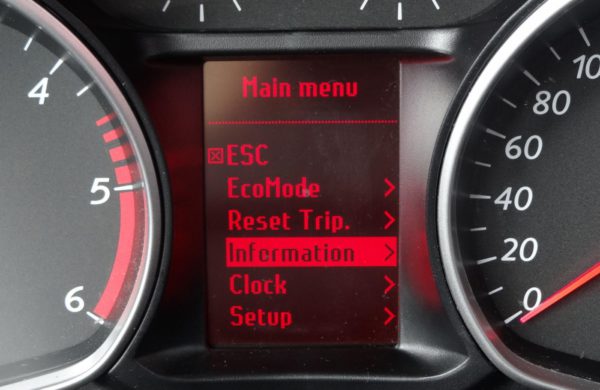 Main menu
ESC
EcoMode >
Reset Trip. >
Information >
Clock >
Setup >
4
5
6
100
80
60
40
20
0